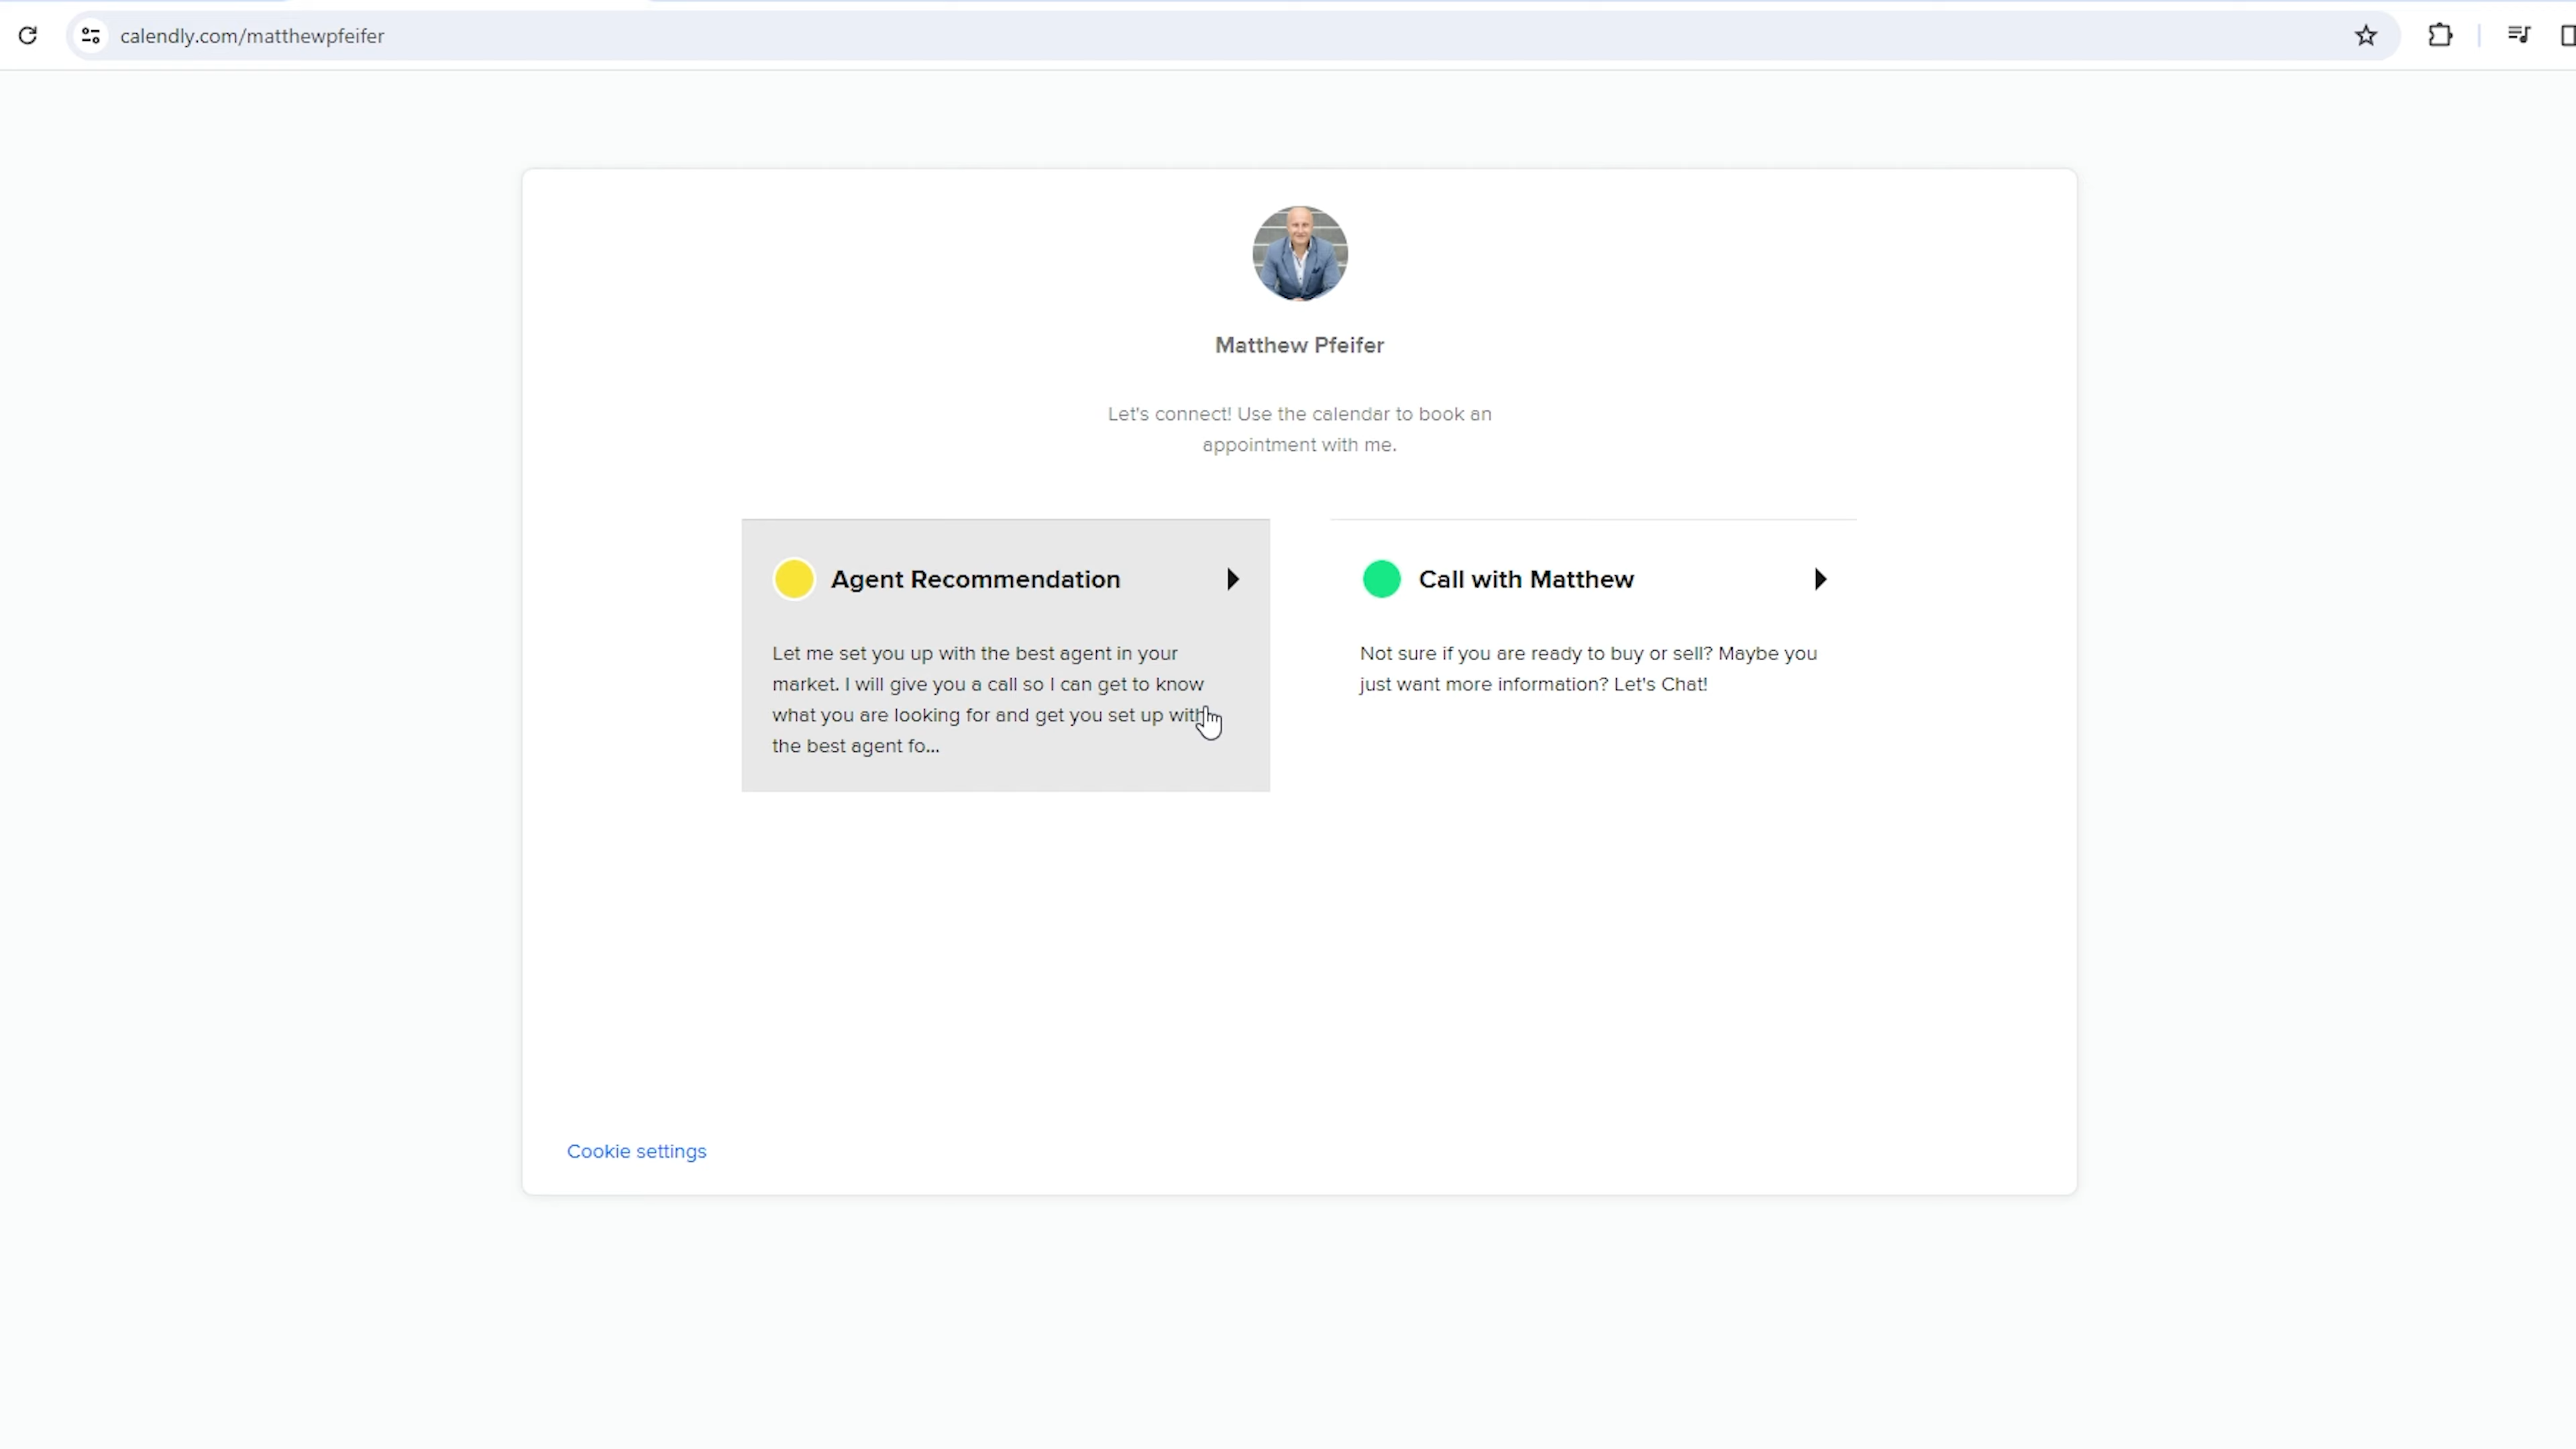 calendly.com/matthewpfeifer
Matthew Pfeifer
Let's connect! Use the calendar to book an
appointment with me.
Agent Recommendation
Let me set you up with the best agent in your
market. I will give you a call so I can get to know
what you are looking for and get you set up with
the best agent fo...
Call with Matthew
Not sure if you are ready to buy or sell? Maybe you
just want more information? Let's Chat!
Cookie settings